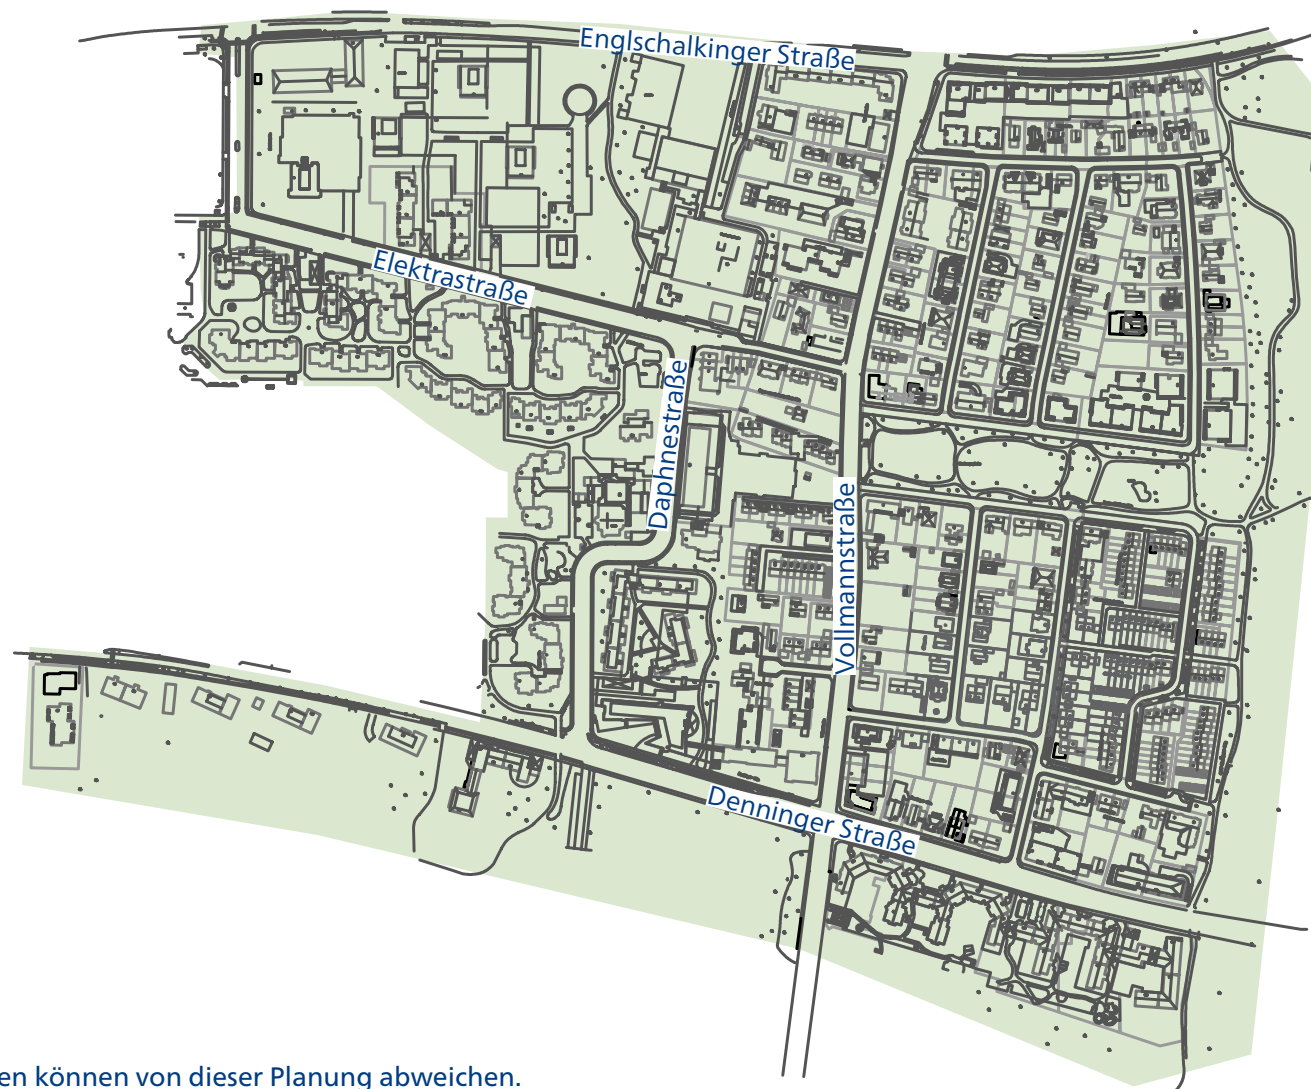 Englschalkinger Straße
Elektrastraße
Daphnestraße
Vollmannstraße
Denninger Straße
en können von dieser Planung abweichen.